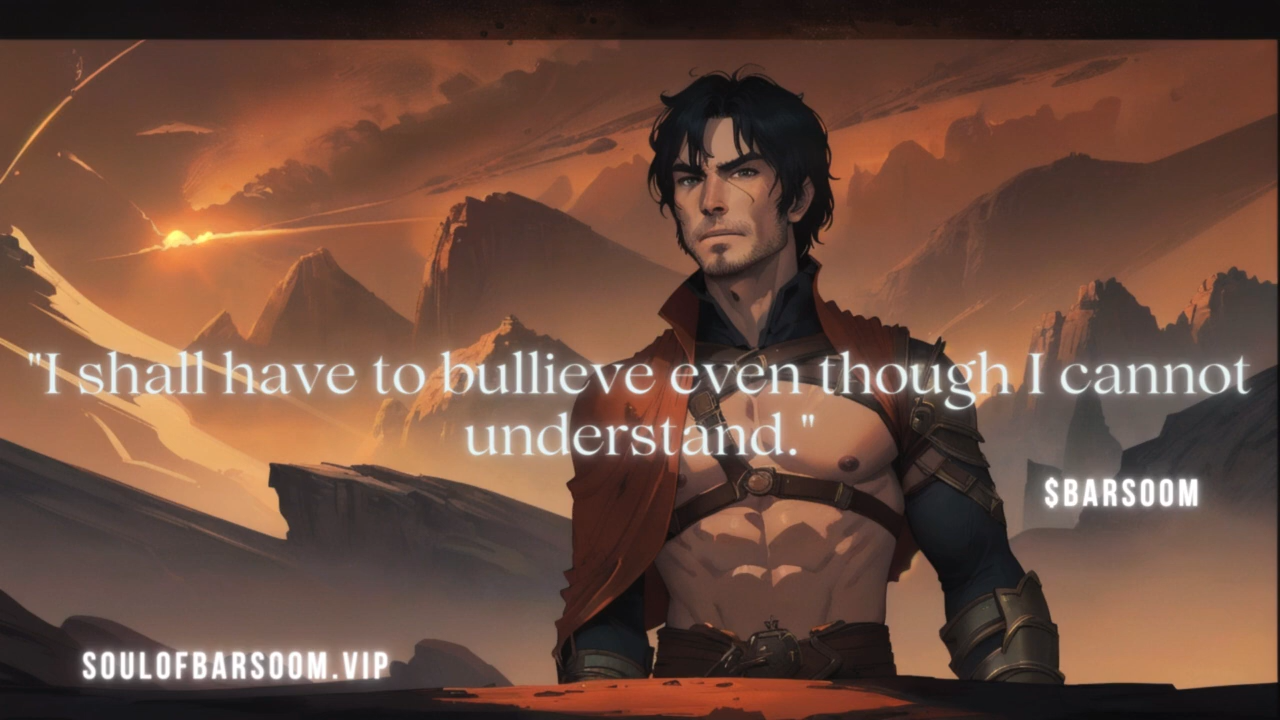 "I shall have to bullieve even though I cannot
understand."
$BARSOOM
SOULOFBARSOOM.VIP